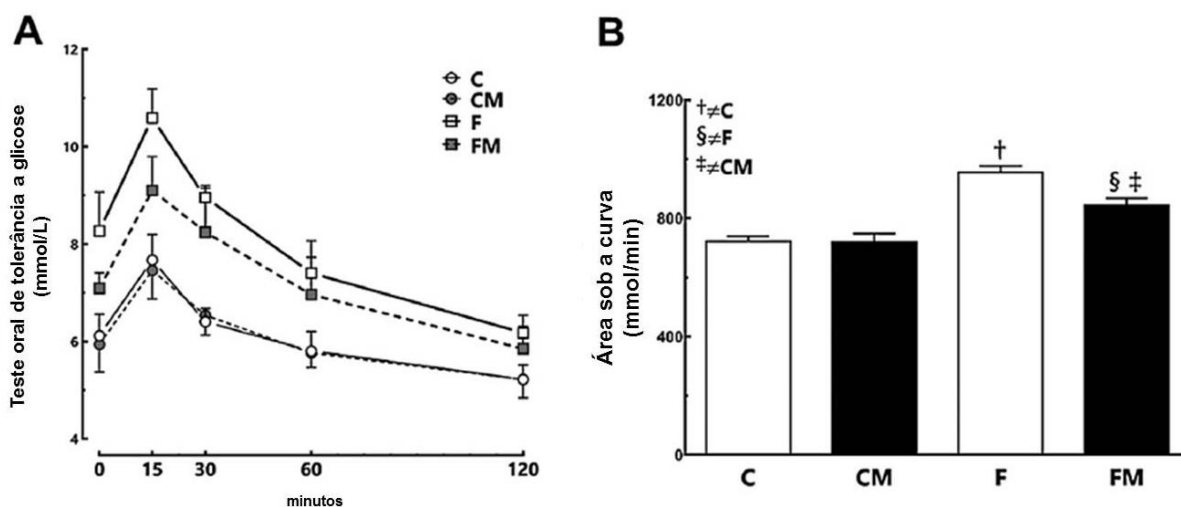 A
Teste oral de tolerância a glicose
(mmol/L)
12
10
8
6
4
0
15
30
60
120
minutos
C
CM
F
FM
B
Área sob a curva
(mmol/min)
1200
800
400
0
†≠C
§≠F
‡≠CM
†
§ ‡
C
CM
F
FM